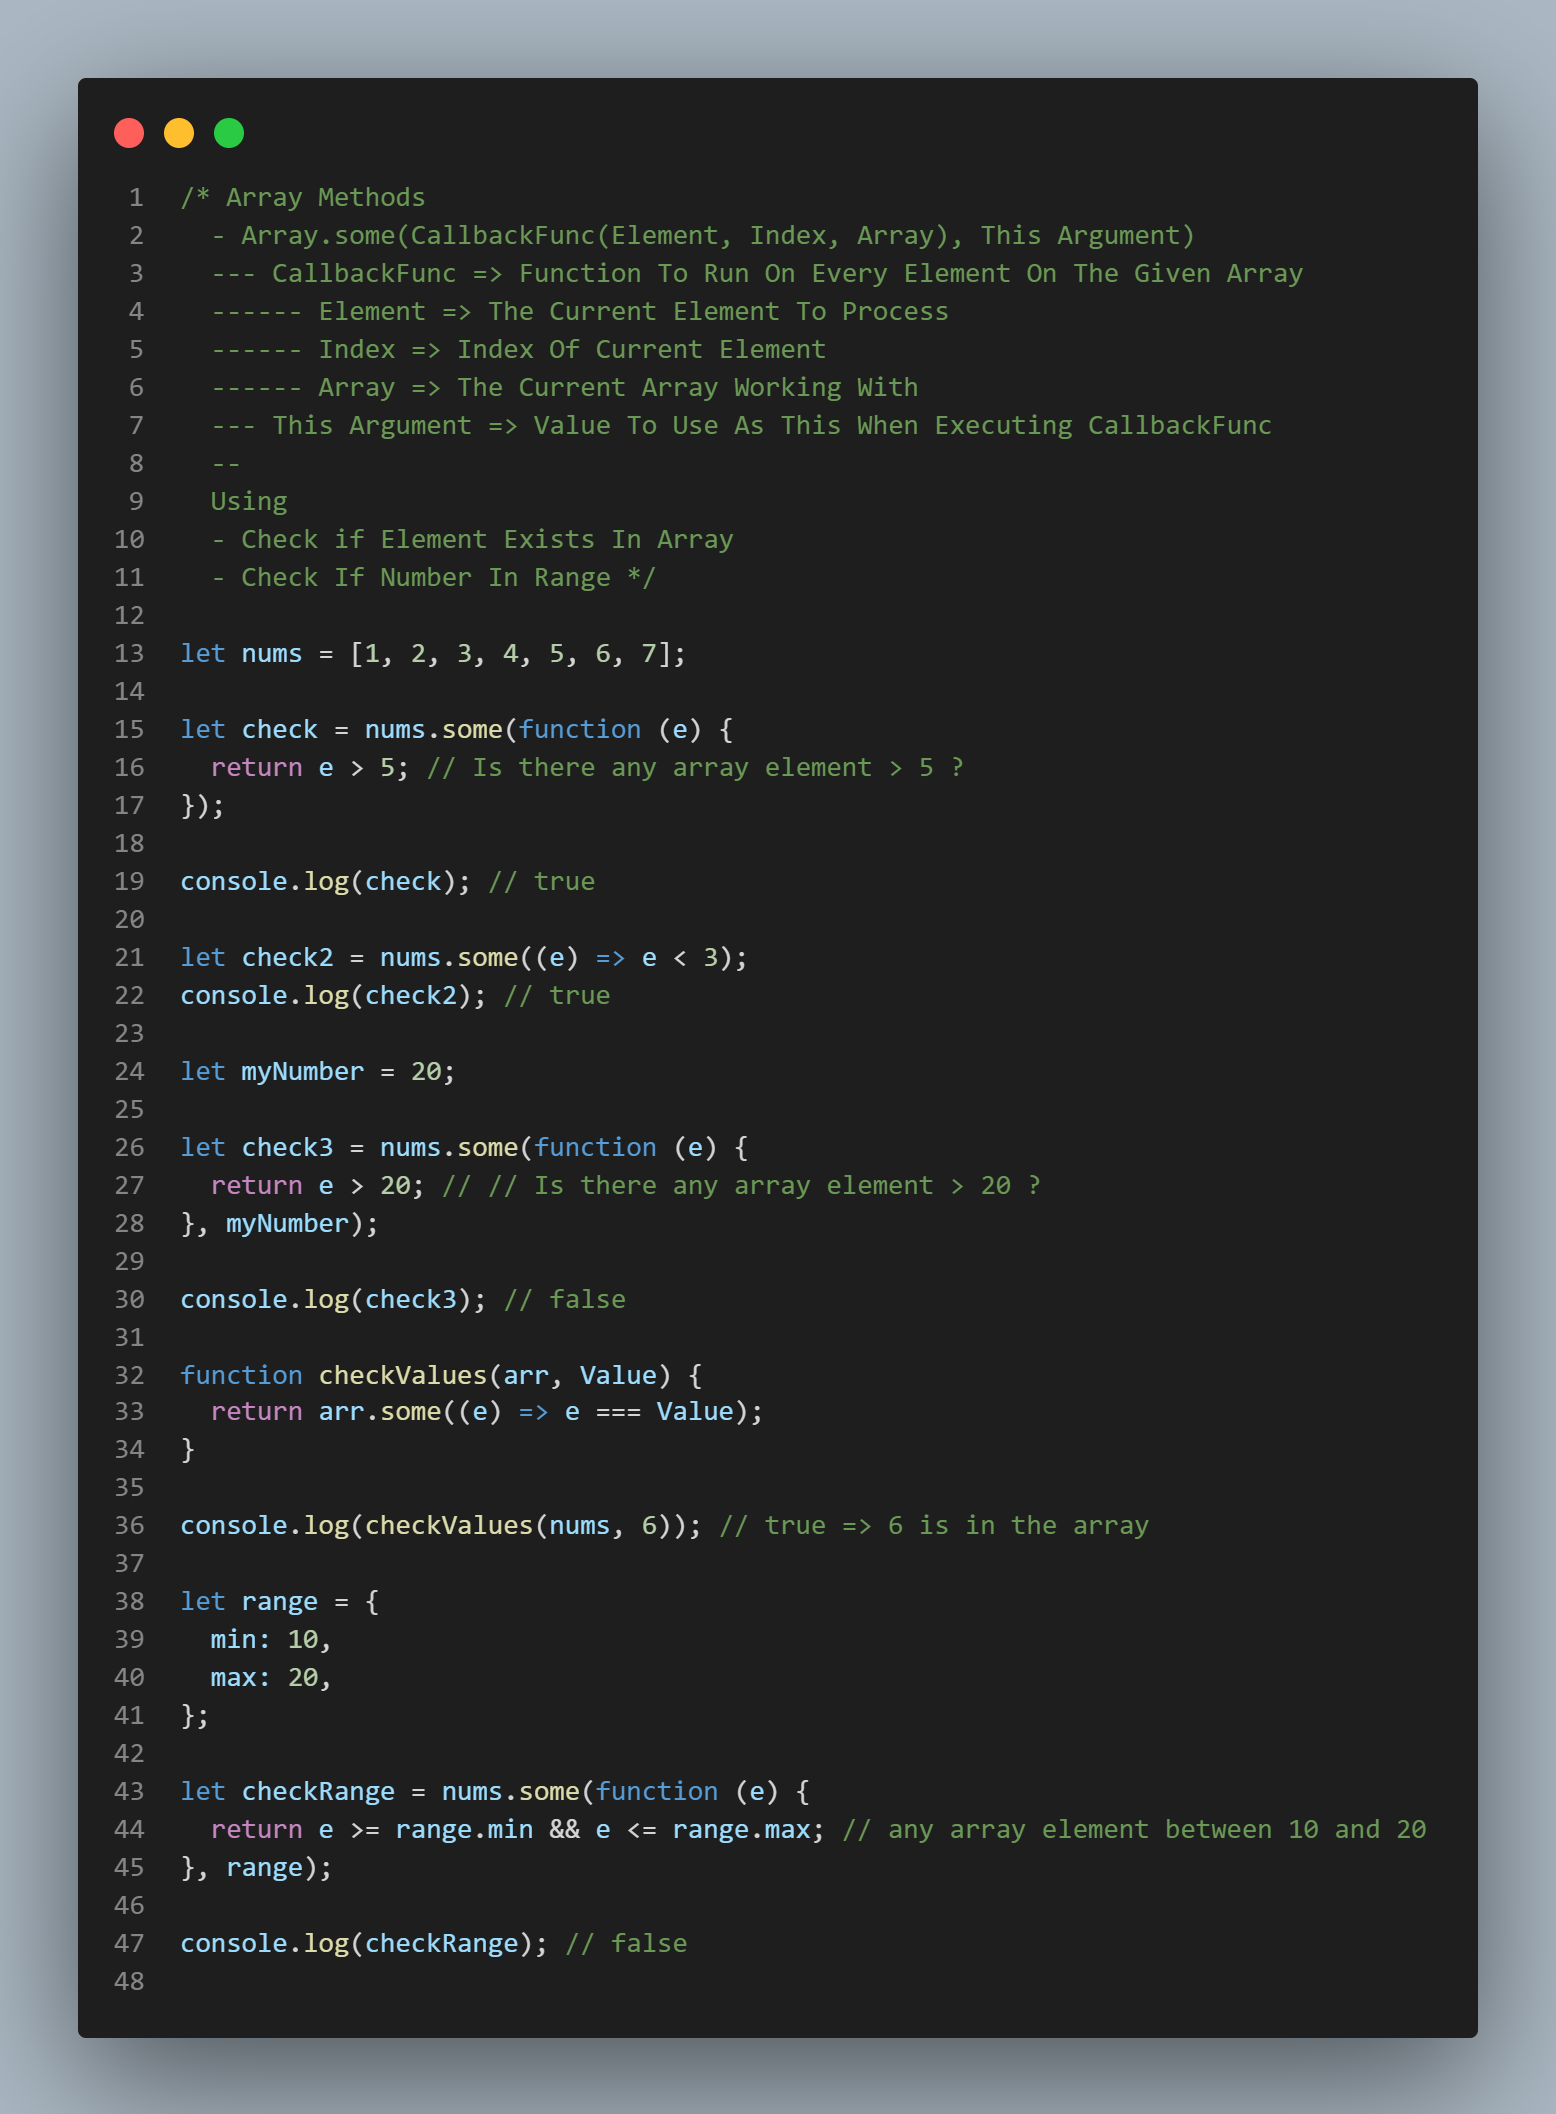 1 /* Array Methods
2   - Array.some(CallbackFunc(Element, Index, Array), This Argument)
3   --- CallbackFunc => Function To Run On Every Element On The Given Array
4   ------ Element => The Current Element To Process
5   ------ Index => Index Of Current Element
6   ------ Array => The Current Array Working With
7   --- This Argument => Value To Use As This When Executing CallbackFunc
8   --
9   Using
10   - Check if Element Exists In Array
11   - Check If Number In Range */
12
13 let nums = [1, 2, 3, 4, 5, 6, 7];
14
15 let check = nums.some(function (e) {
16   return e > 5; // Is there any array element > 5 ?
17 });
18
19 console.log(check); // true
20
21 let check2 = nums.some((e) => e < 3);
22 console.log(check2); // true
23
24 let myNumber = 20;
25
26 let check3 = nums.some(function (e) {
27   return e > 20; // // Is there any array element > 20 ?
28 }, myNumber);
29
30 console.log(check3); // false
31
32 function checkValues(arr, Value) {
33   return arr.some((e) => e === Value);
34 }
35
36 console.log(checkValues(nums, 6)); // true => 6 is in the array
37
38 let range = {
39   min: 10,
40   max: 20,
41 };
42
43 let checkRange = nums.some(function (e) {
44   return e >= range.min && e <= range.max; // any array element between 10 and 20
45 }, range);
46
47 console.log(checkRange); // false
48